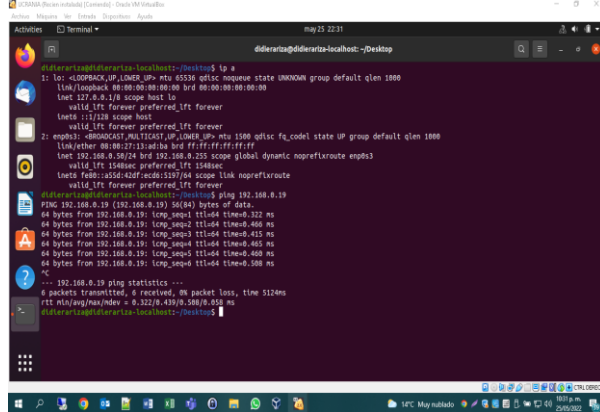 UCRANIA (Recien instalada) [Corriendo] - Oracle VM VirtualBox
Archivo Máquina Ver Entrada Dispositivos Ayuda
Activities Terminal may 25 22:31
didierariza@didierariza-localhost: ~/Desktop
didierariza@didierariza-localhost:~/Desktop$ ip a
1: lo: <LOOPBACK,UP,LOWER_UP> mtu 65536 qdisc noqueue state UNKNOWN group default qlen 1000
link/loopback 00:00:00:00:00:00 brd 00:00:00:00:00:00
inet 127.0.0.1/8 scope host lo
valid_lft forever preferred_lft forever
inet6 ::1/128 scope host
valid_lft forever preferred_lft forever
2: enp0s3: <BROADCAST,MULTICAST,UP,LOWER_UP> mtu 1500 qdisc fq_codel state UP group default qlen 1000
link/ether 08:00:27:13:ad:ba brd ff:ff:ff:ff:ff:ff
inet 192.168.0.50/24 brd 192.168.0.255 scope global dynamic noprefixroute enp0s3
valid_lft 1548sec preferred_lft 1548sec
inet6 fe80::a55d:42df:ecd6:5197/64 scope link noprefixroute
valid_lft forever preferred_lft forever
didierariza@didierariza-localhost:~/Desktop$ ping 192.168.0.19
PING 192.168.0.19 (192.168.0.19) 56(84) bytes of data.
64 bytes from 192.168.0.19: icmp_seq=1 ttl=64 time=0.322 ms
64 bytes from 192.168.0.19: icmp_seq=2 ttl=64 time=0.466 ms
64 bytes from 192.168.0.19: icmp_seq=3 ttl=64 time=0.415 ms
64 bytes from 192.168.0.19: icmp_seq=4 ttl=64 time=0.465 ms
64 bytes from 192.168.0.19: icmp_seq=5 ttl=64 time=0.460 ms
64 bytes from 192.168.0.19: icmp_seq=6 ttl=64 time=0.508 ms
^C
--- 192.168.0.19 ping statistics ---
6 packets transmitted, 6 received, 0% packet loss, time 5124ms
rtt min/avg/max/mdev = 0.322/0.439/0.508/0.058 ms
didierariza@didierariza-localhost:~/Desktop$
CTRL DERECHA
14°C Muy nublado
10:31 p. m.
25/05/2022